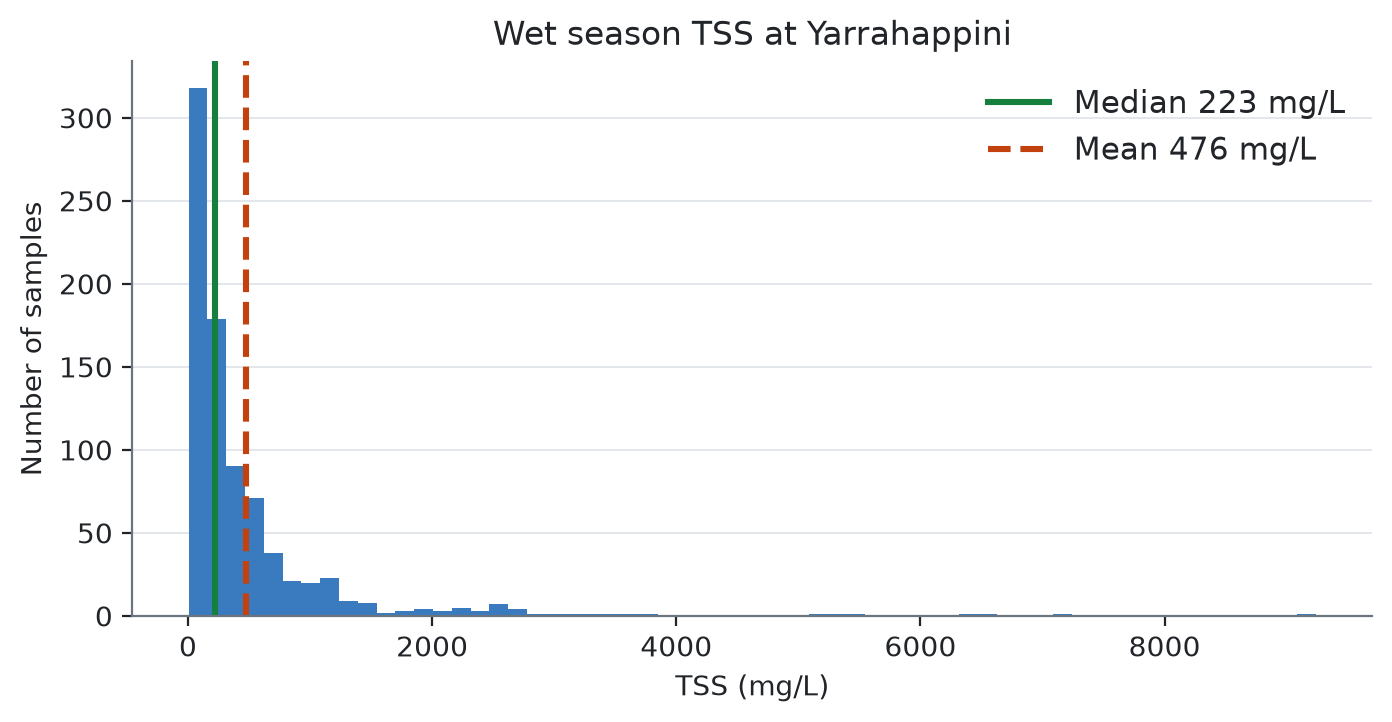 Wet season TSS at Yarrahappini
Median 223 mg/L
Mean 476 mg/L
Number of samples
300
250
200
150
100
50
0
0 2000 4000 6000 8000
TSS (mg/L)